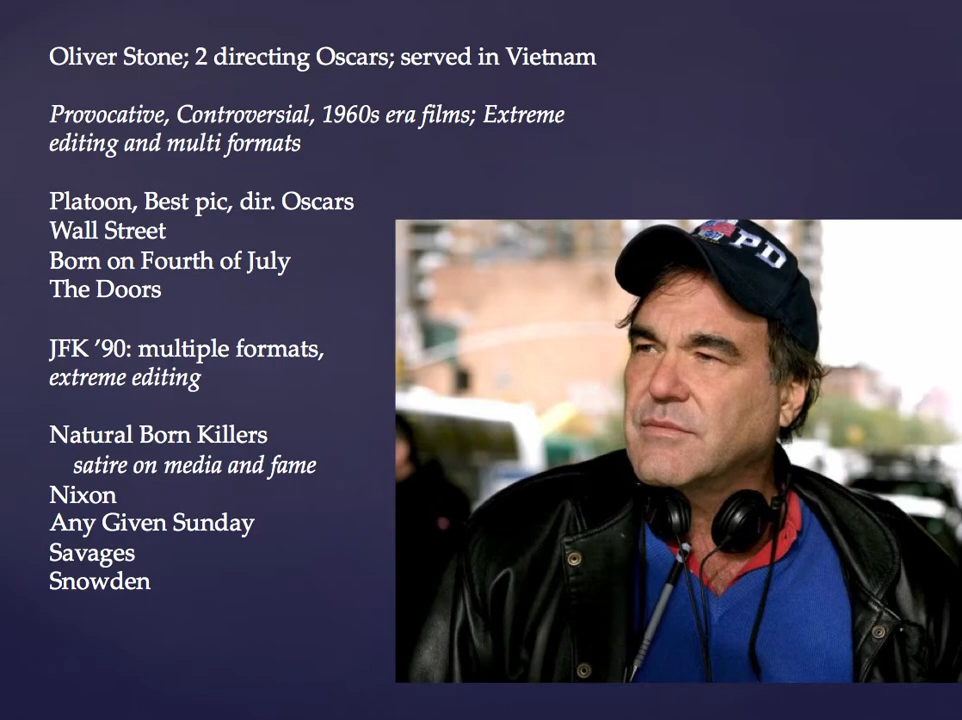 Oliver Stone; 2 directing Oscars; served in Vietnam
Provocative, Controversial, 1960s era films; Extreme
editing and multi formats
Platoon, Best pic, dir. Oscars
Wall Street
Born on Fourth of July
The Doors
JFK ’90: multiple formats,
extreme editing
Natural Born Killers
satire on media and fame
Nixon
Any Given Sunday
Savages
Snowden
PD